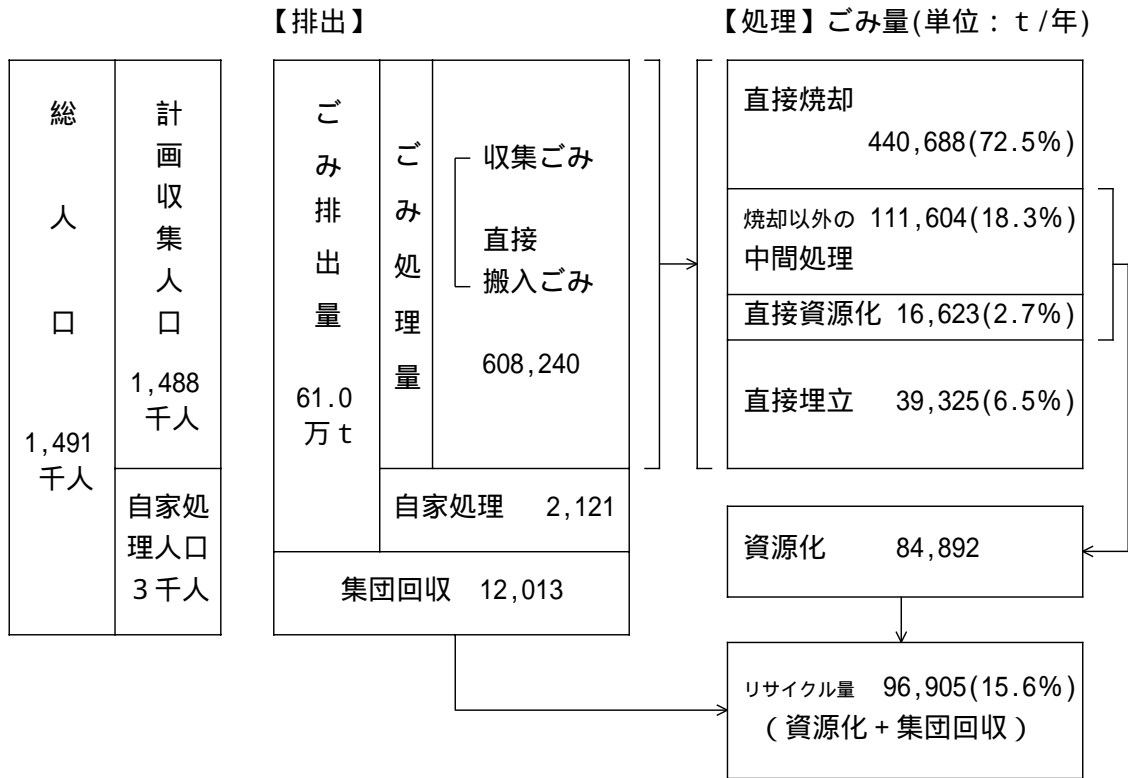 【排出】
【処理】ごみ量(単位：ｔ/年)
総人口
1,491
千人
計画収集人口
1,488
千人
自家処
理人口
３千人
ごみ排出量
61.0
万ｔ
ごみ処理量
収集ごみ
直接
搬入ごみ
608,240
自家処理 2,121
集団回収 12,013
直接焼却
440,688(72.5%)
焼却以外の 111,604(18.3%)
中間処理
直接資源化 16,623(2.7%)
直接埋立 39,325(6.5%)
資源化 84,892
リサイクル量 96,905(15.6%)
（資源化＋集団回収）